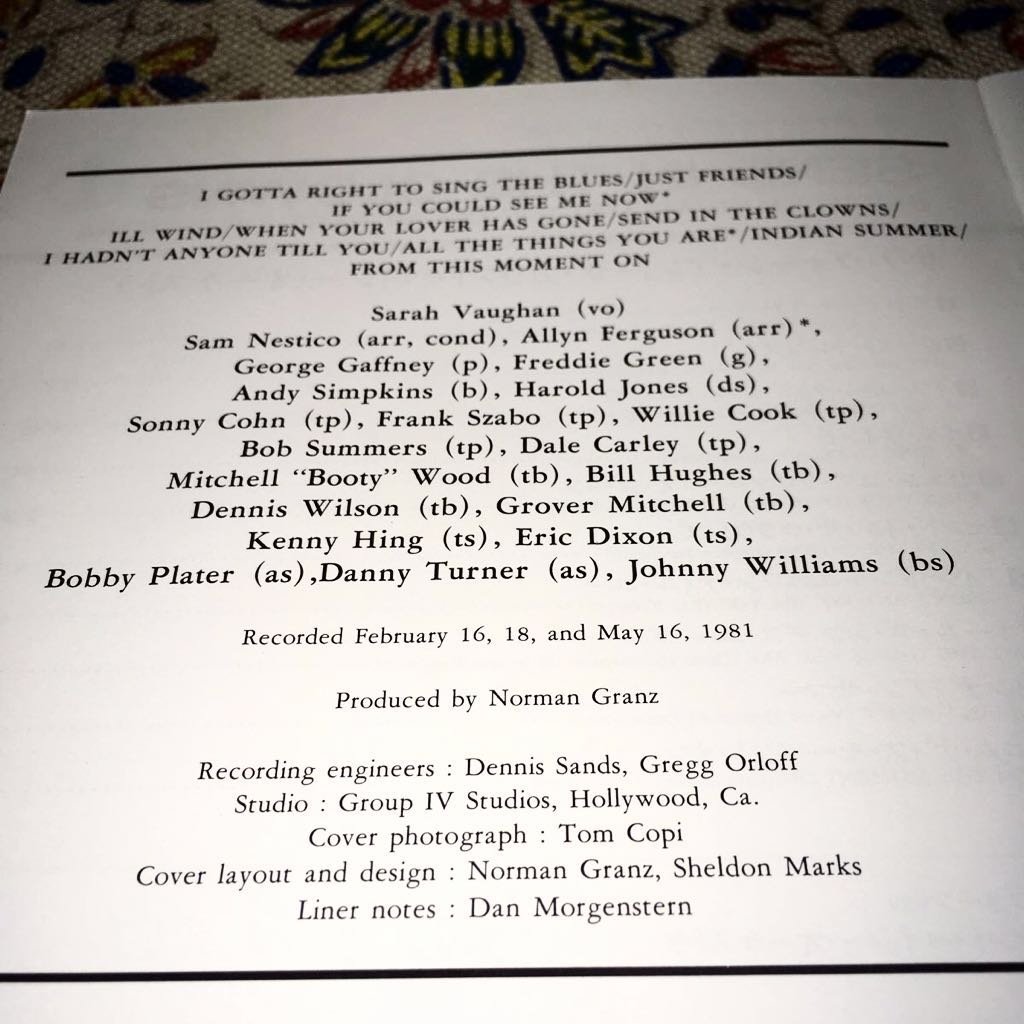 I GOTTA RIGHT TO SING THE BLUES/JUST FRIENDS/
IF YOU COULD SEE ME NOW*
ILL WIND/WHEN YOUR LOVER HAS GONE/SEND IN THE CLOWNS/
I HADN'T ANYONE TILL YOU/ALL THE THINGS YOU ARE*/INDIAN SUMMER/
FROM THIS MOMENT ON
Sarah Vaughan (vo)
Sam Nestico (arr, cond), Allyn Ferguson (arr)*,
George Gaffney (p), Freddie Green (g),
Andy Simpkins (b), Harold Jones (ds),
Sonny Cohn (tp), Frank Szabo (tp), Willie Cook (tp),
Bob Summers (tp), Dale Carley (tp),
Mitchell “Booty” Wood (tb), Bill Hughes (tb),
Dennis Wilson (tb), Grover Mitchell (tb),
Kenny Hing (ts), Eric Dixon (ts),
Bobby Plater (as),Danny Turner (as), Johnny Williams (bs)
Recorded February 16, 18, and May 16, 1981
Produced by Norman Granz
Recording engineers : Dennis Sands, Gregg Orloff
Studio : Group IV Studios, Hollywood, Ca.
Cover photograph : Tom Copi
Cover layout and design : Norman Granz, Sheldon Marks
Liner notes : Dan Morgenstern